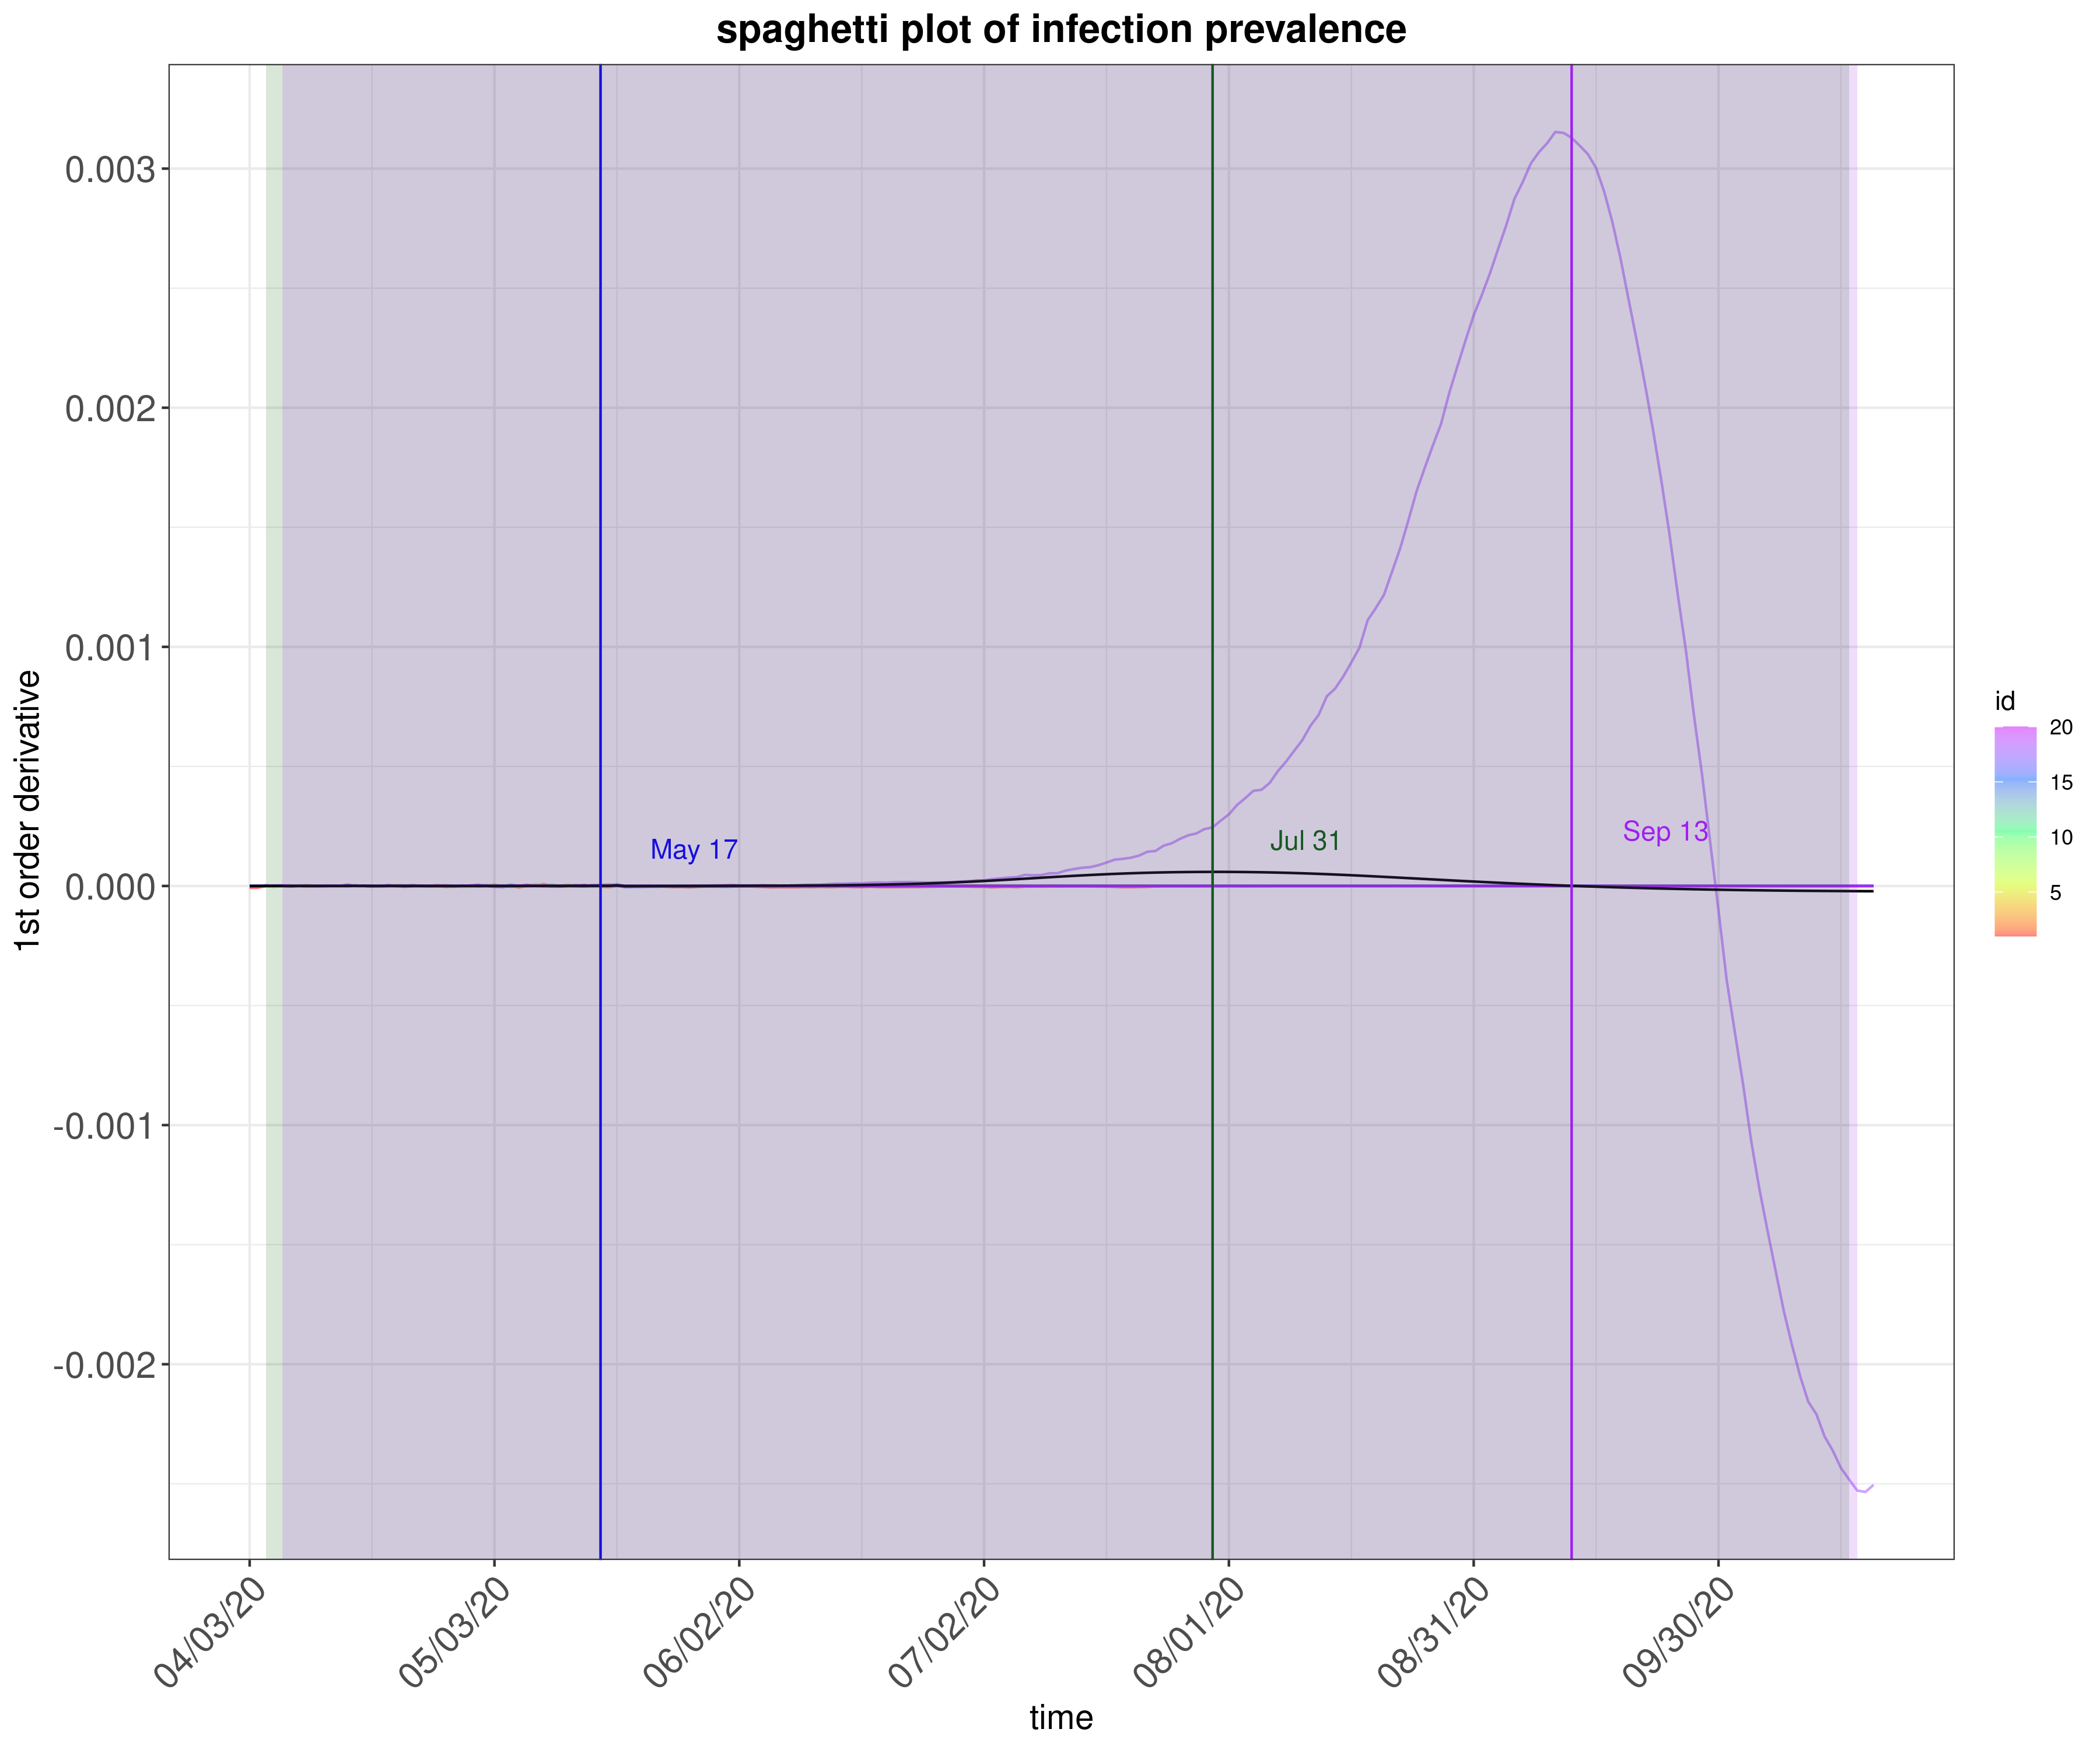 spaghetti plot of infection prevalence
1st order derivative
0.003
0.002
0.001
0.000
-0.001
-0.002
May 17
Jul 31
Sep 13
id
20
15
10
5
04/03/20
05/03/20
06/02/20
07/02/20
08/01/20
08/31/20
09/30/20
time